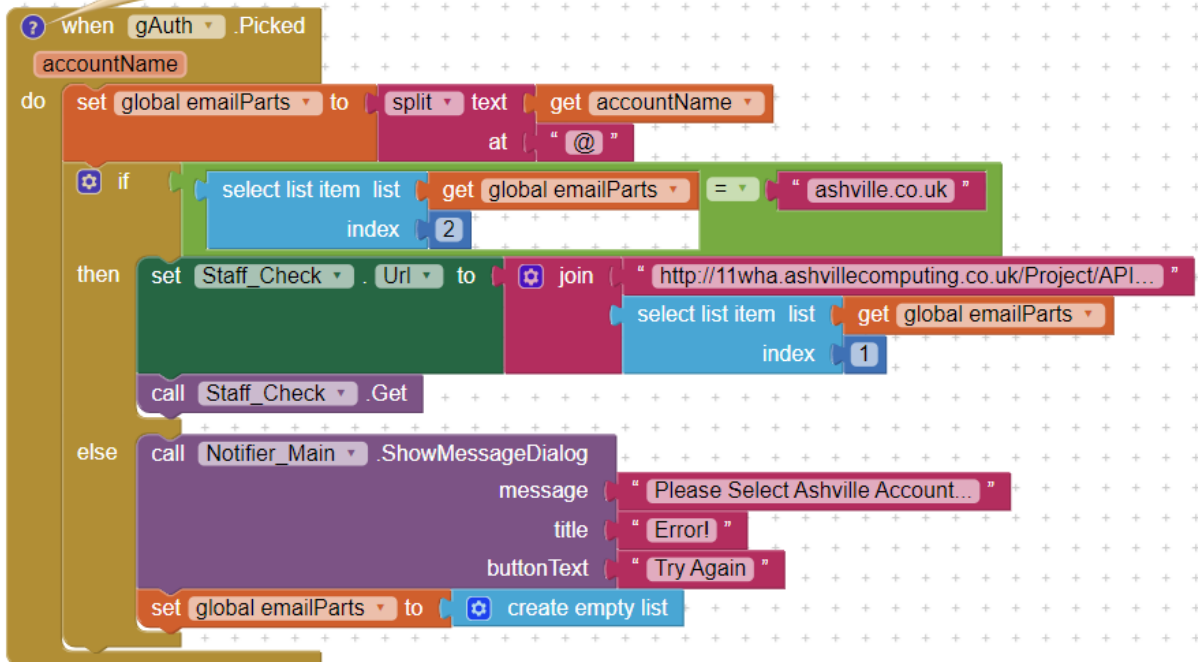 ? when gAuth .Picked
accountName
do set global emailParts to split text get accountName
at " @ "
if select list item list get global emailParts = " ashville.co.uk "
index 2
then set Staff_Check . Url to join " http://11wha.ashvillecomputing.co.uk/Project/API... "
select list item list get global emailParts
index 1
call Staff_Check .Get
else call Notifier_Main .ShowMessageDialog
message " Please Select Ashville Account... "
title " Error! "
buttonText " Try Again "
set global emailParts to create empty list